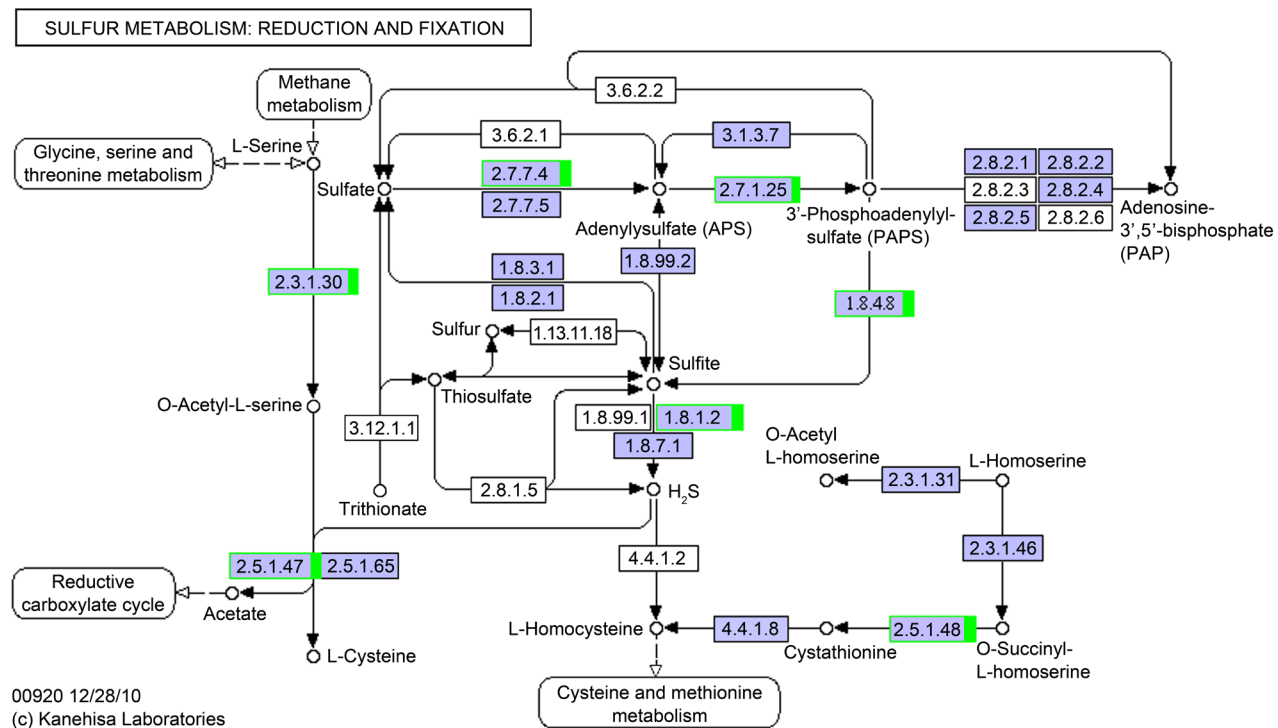 SULFUR METABOLISM: REDUCTION AND FIXATION
Methane
metabolism
3.6.2.2
L-Serine
Glycine, serine and
threonine metabolism
3.6.2.1
3.1.3.7
2.8.2.1
2.8.2.2
Sulfate
2.7.7.4
2.7.1.25
2.8.2.3
2.8.2.4
2.7.7.5
2.8.2.5
2.8.2.6
Adenylysulfate (APS)
3'-Phosphoadenylyl-
sulfate (PAPS)
Adenosine-
3',5'-bisphosphate
(PAP)
1.8.3.1
1.8.99.2
2.3.1.30
1.8.2.1
1.8.4.8
Sulfur
1.13.11.18
Sulfite
Thiosulfate
O-Acetyl-L-serine
3.12.1.1
1.8.99.1
1.8.1.2
1.8.7.1
O-Acetyl
L-homoserine
L-Homoserine
2.3.1.31
2.8.1.5
H2S
Trithionate
2.3.1.46
4.4.1.2
2.5.1.47
2.5.1.65
Reductive
carboxylate cycle
Acetate
L-Homocysteine
4.4.1.8
2.5.1.48
Cystathionine
O-Succinyl-
L-homoserine
L-Cysteine
Cysteine and methionine
metabolism
00920 12/28/10
(c) Kanehisa Laboratories